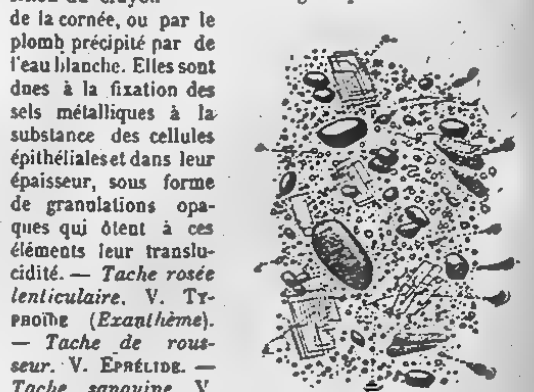 de la cornée, ou par le
plomb précipité par de
l'eau blanche. Elles sont
dues à la fixation des
sels métalliques à la
substance des cellules
épithéliales et dans leur
épaisseur, sous forme
de granulations opa-
ques qui ôtent à ces
éléments leur translu-
cidité. — Tache rosée
lenticulaire. V. TY-
PHOÏDE (Exanthème).
— Tache de rous-
seur. V. ÉPHÉLIDE. —
Tache sanguine V.